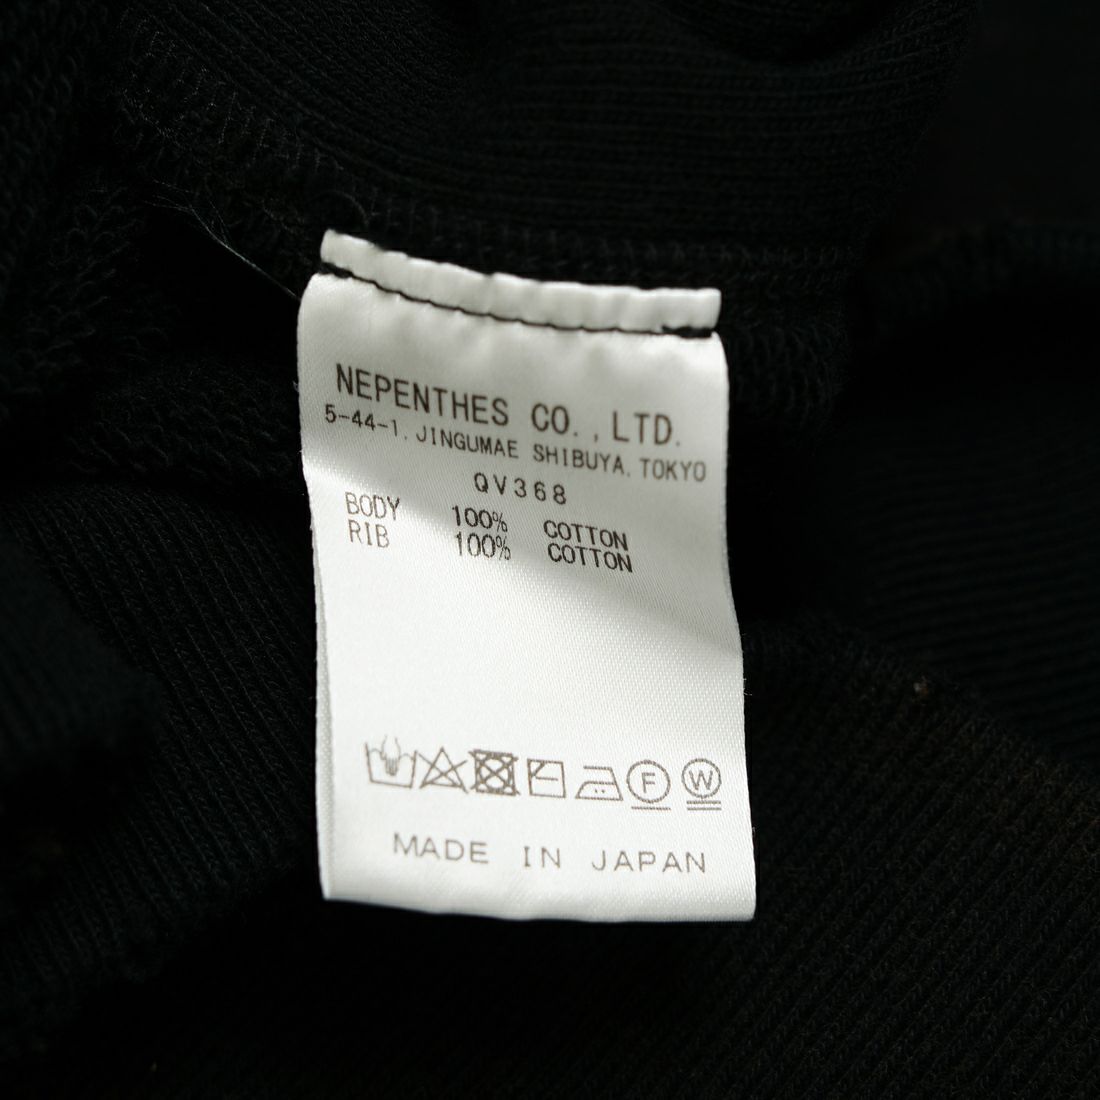 NEPENTHES CO., LTD.
5-44-1, JINGUMAE SHIBUYA, TOKYO
QV368
BODY 100% COTTON
RIB 100% COTTON
F W
MADE IN JAPAN